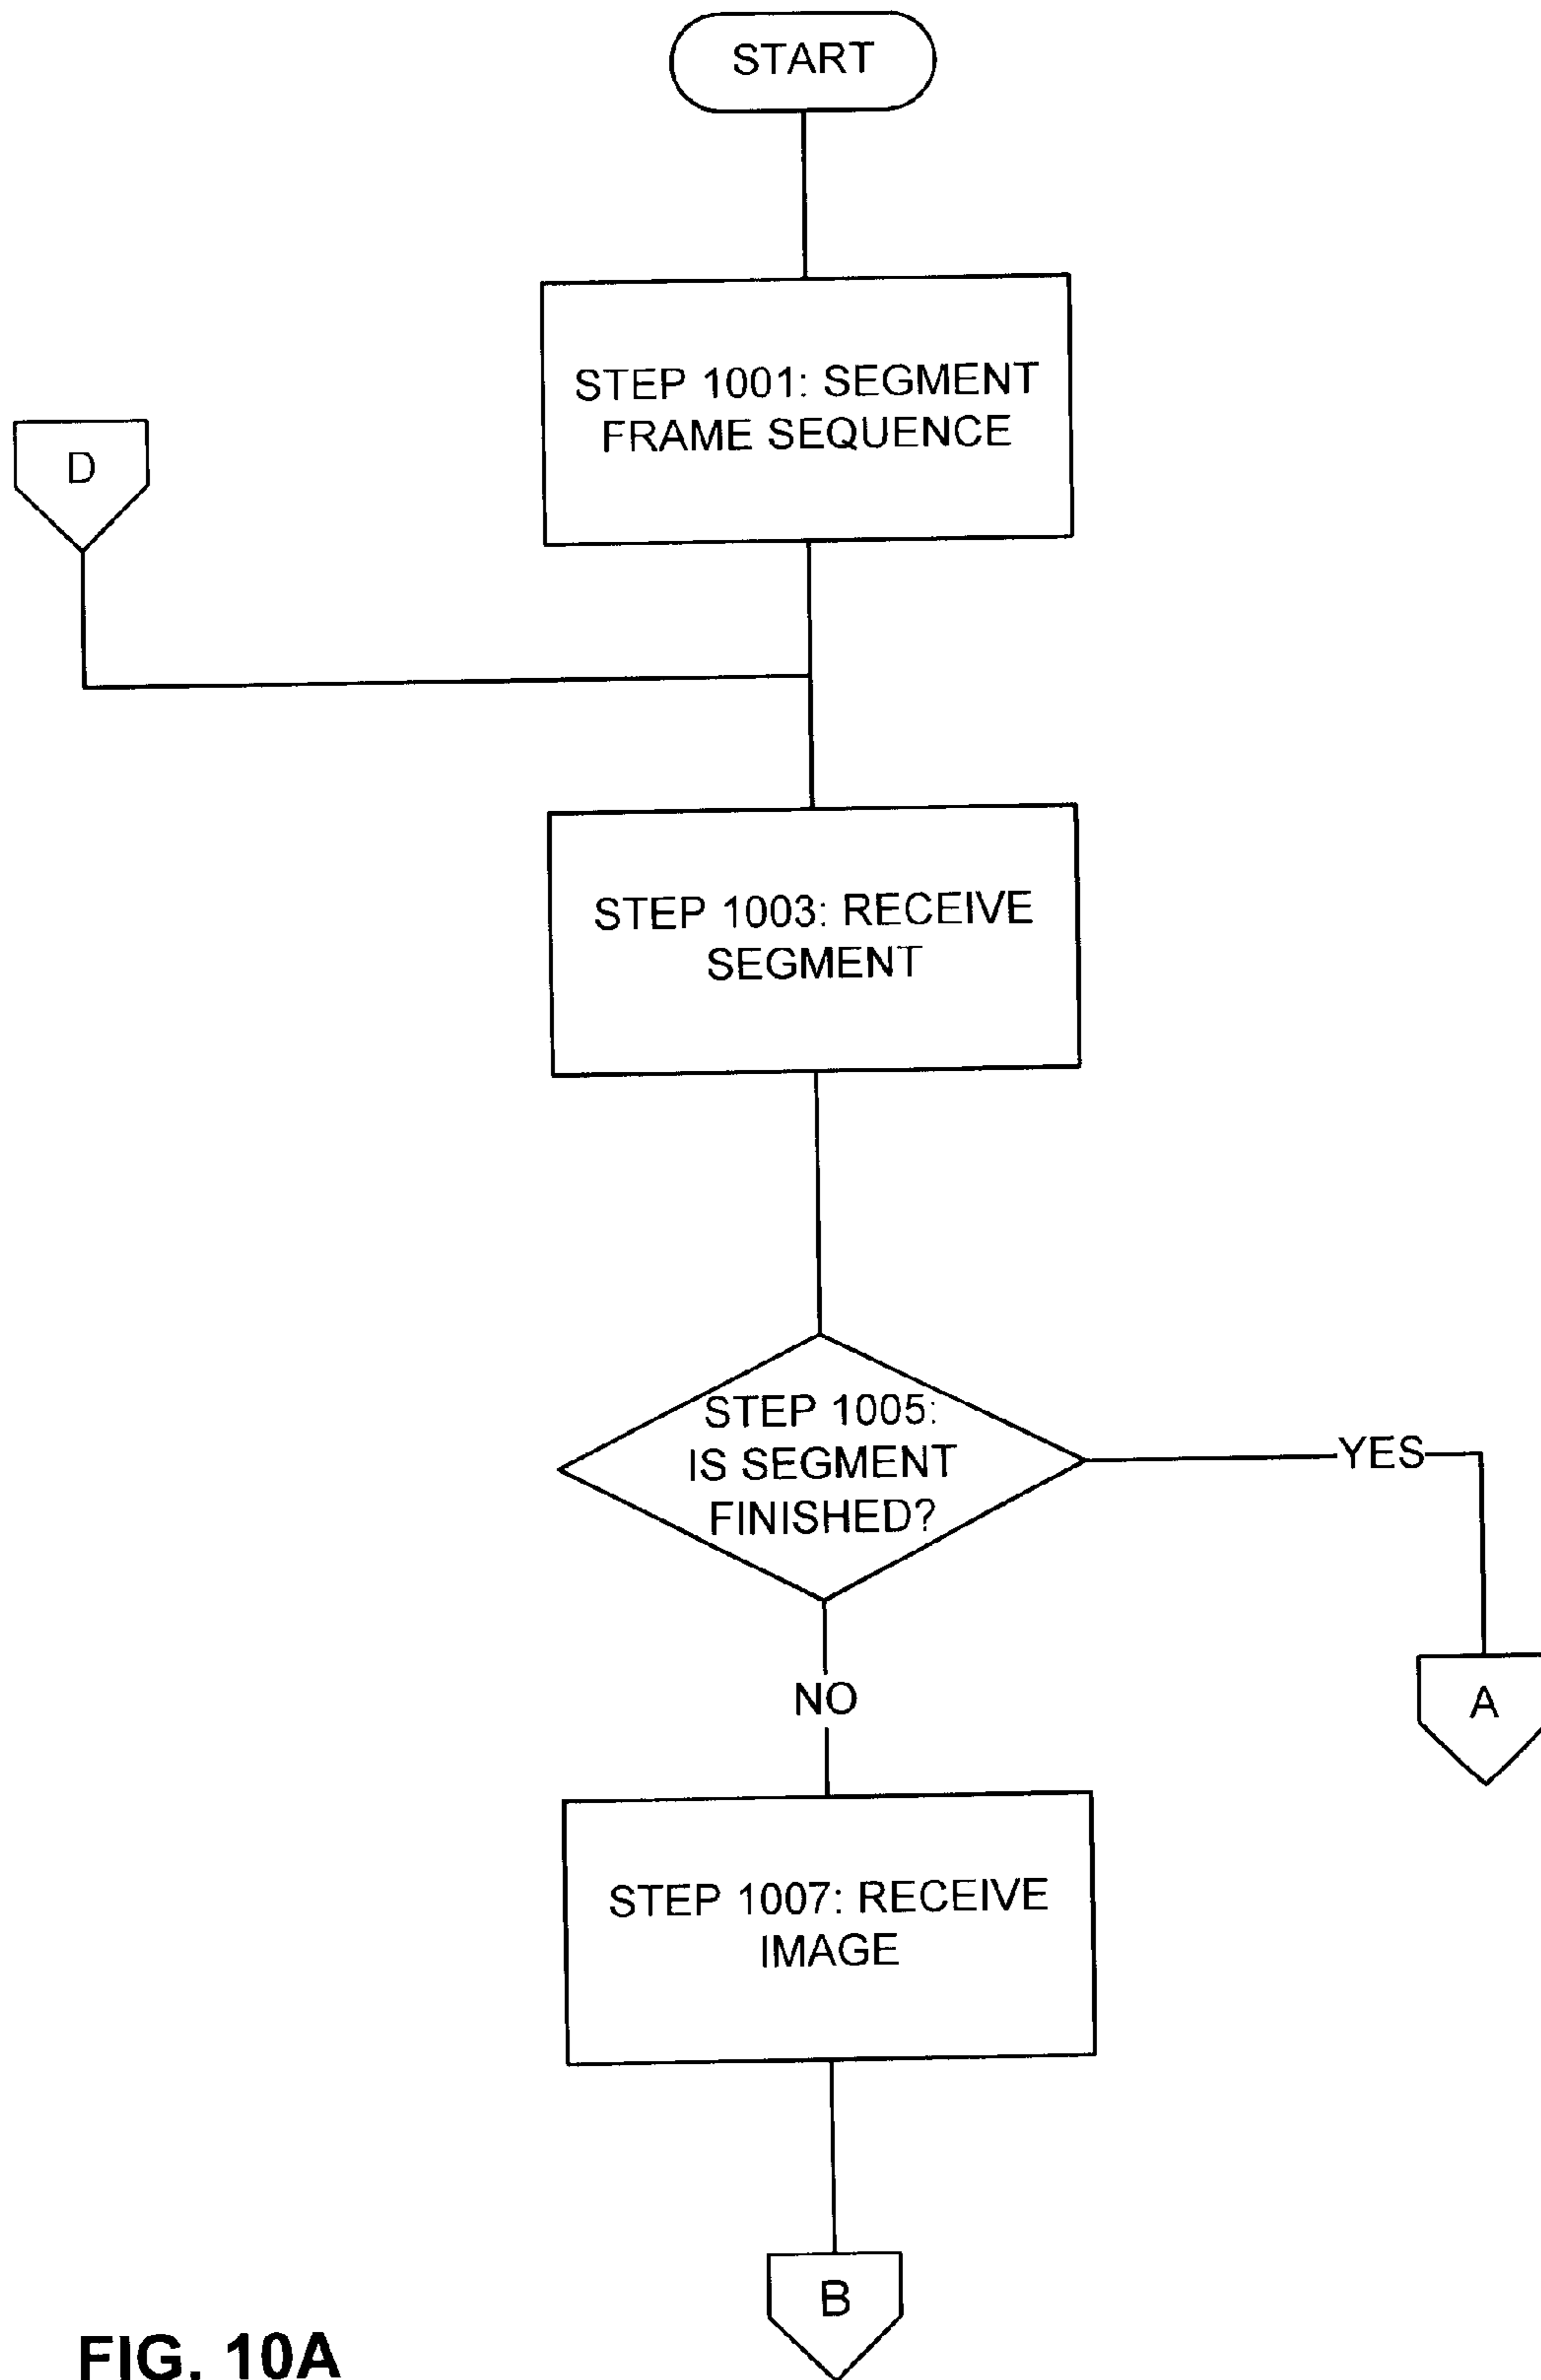 START
STEP 1001: SEGMENT
FRAME SEQUENCE
D
STEP 1003: RECEIVE
SEGMENT
STEP 1005:
IS SEGMENT
FINISHED?
YES
NO
A
STEP 1007: RECEIVE
IMAGE
B
FIG. 10A